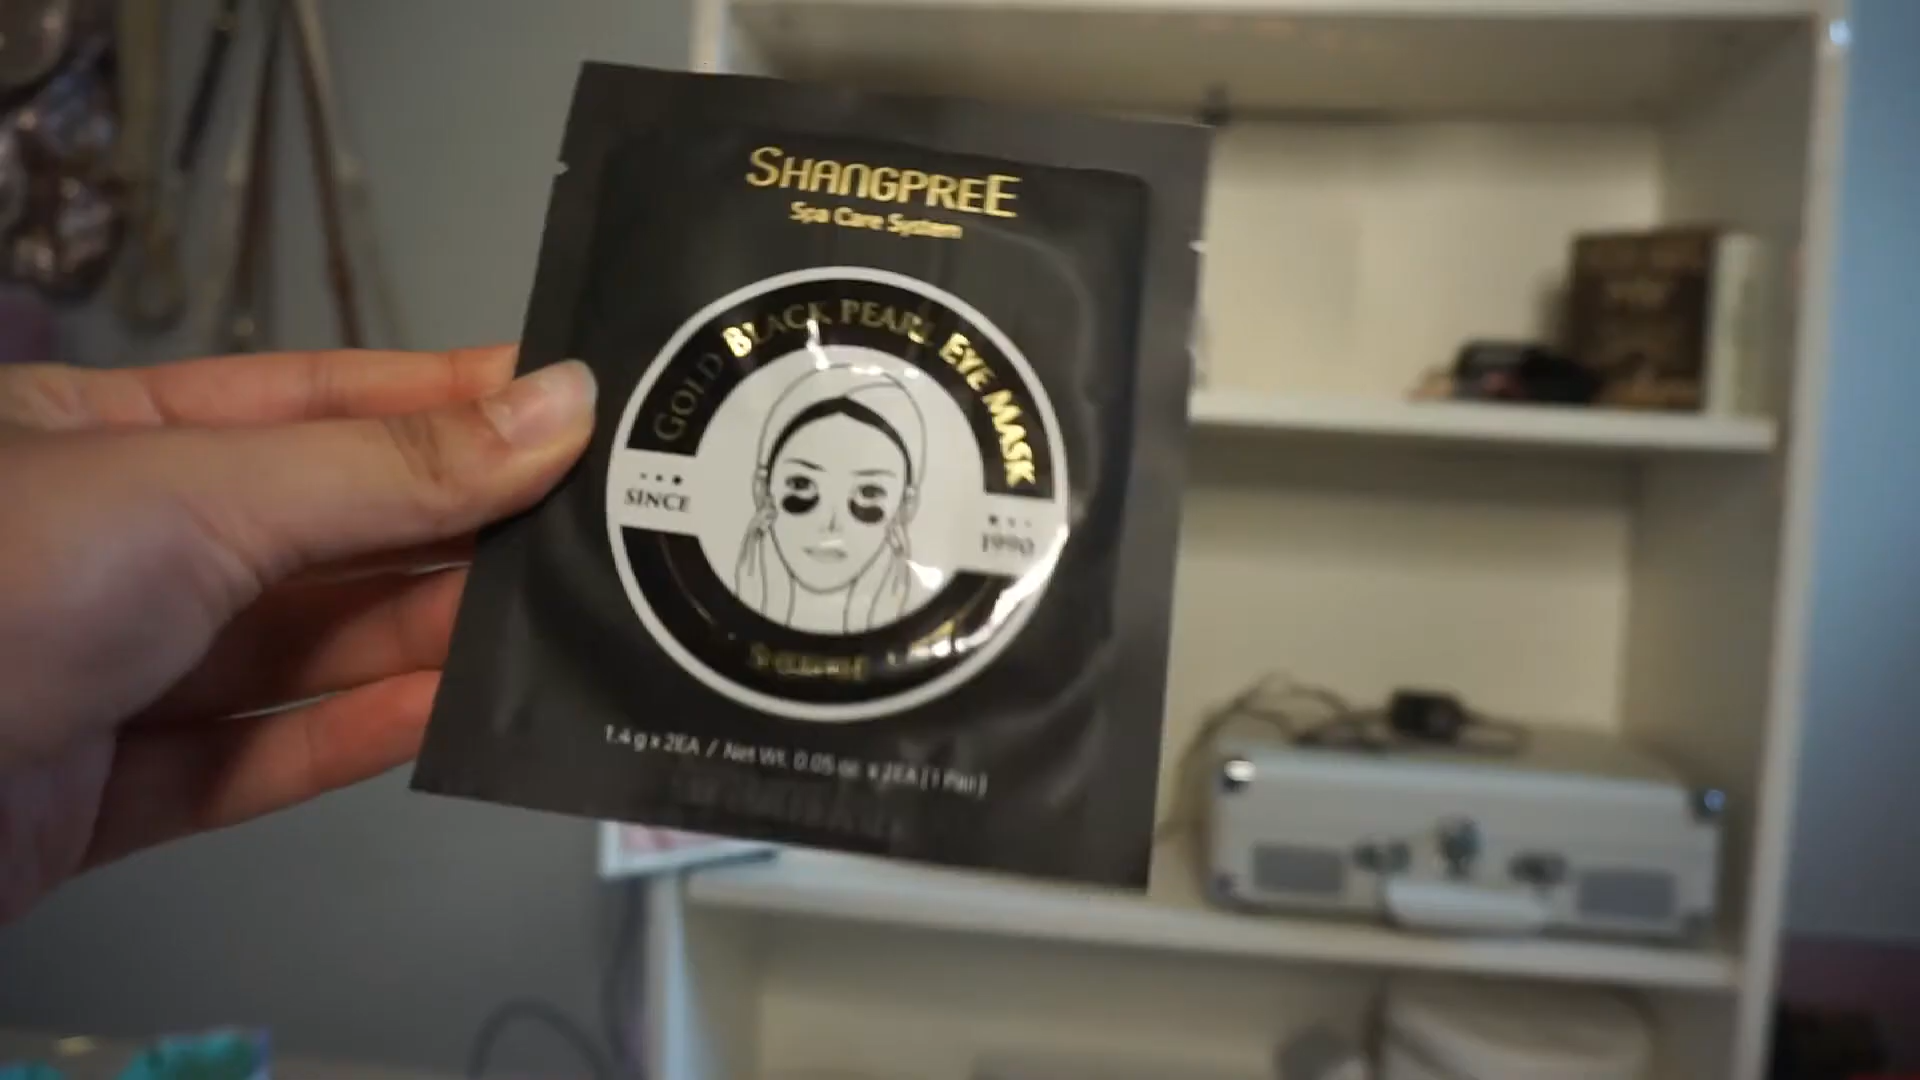 SHANGPREE
Spa Care System
GOLD BLACK PEARL EYE MASK
SINCE
1990
1.4 g x 2EA / Net Wt. 0.05 oz. x 2EA [1 Pair]